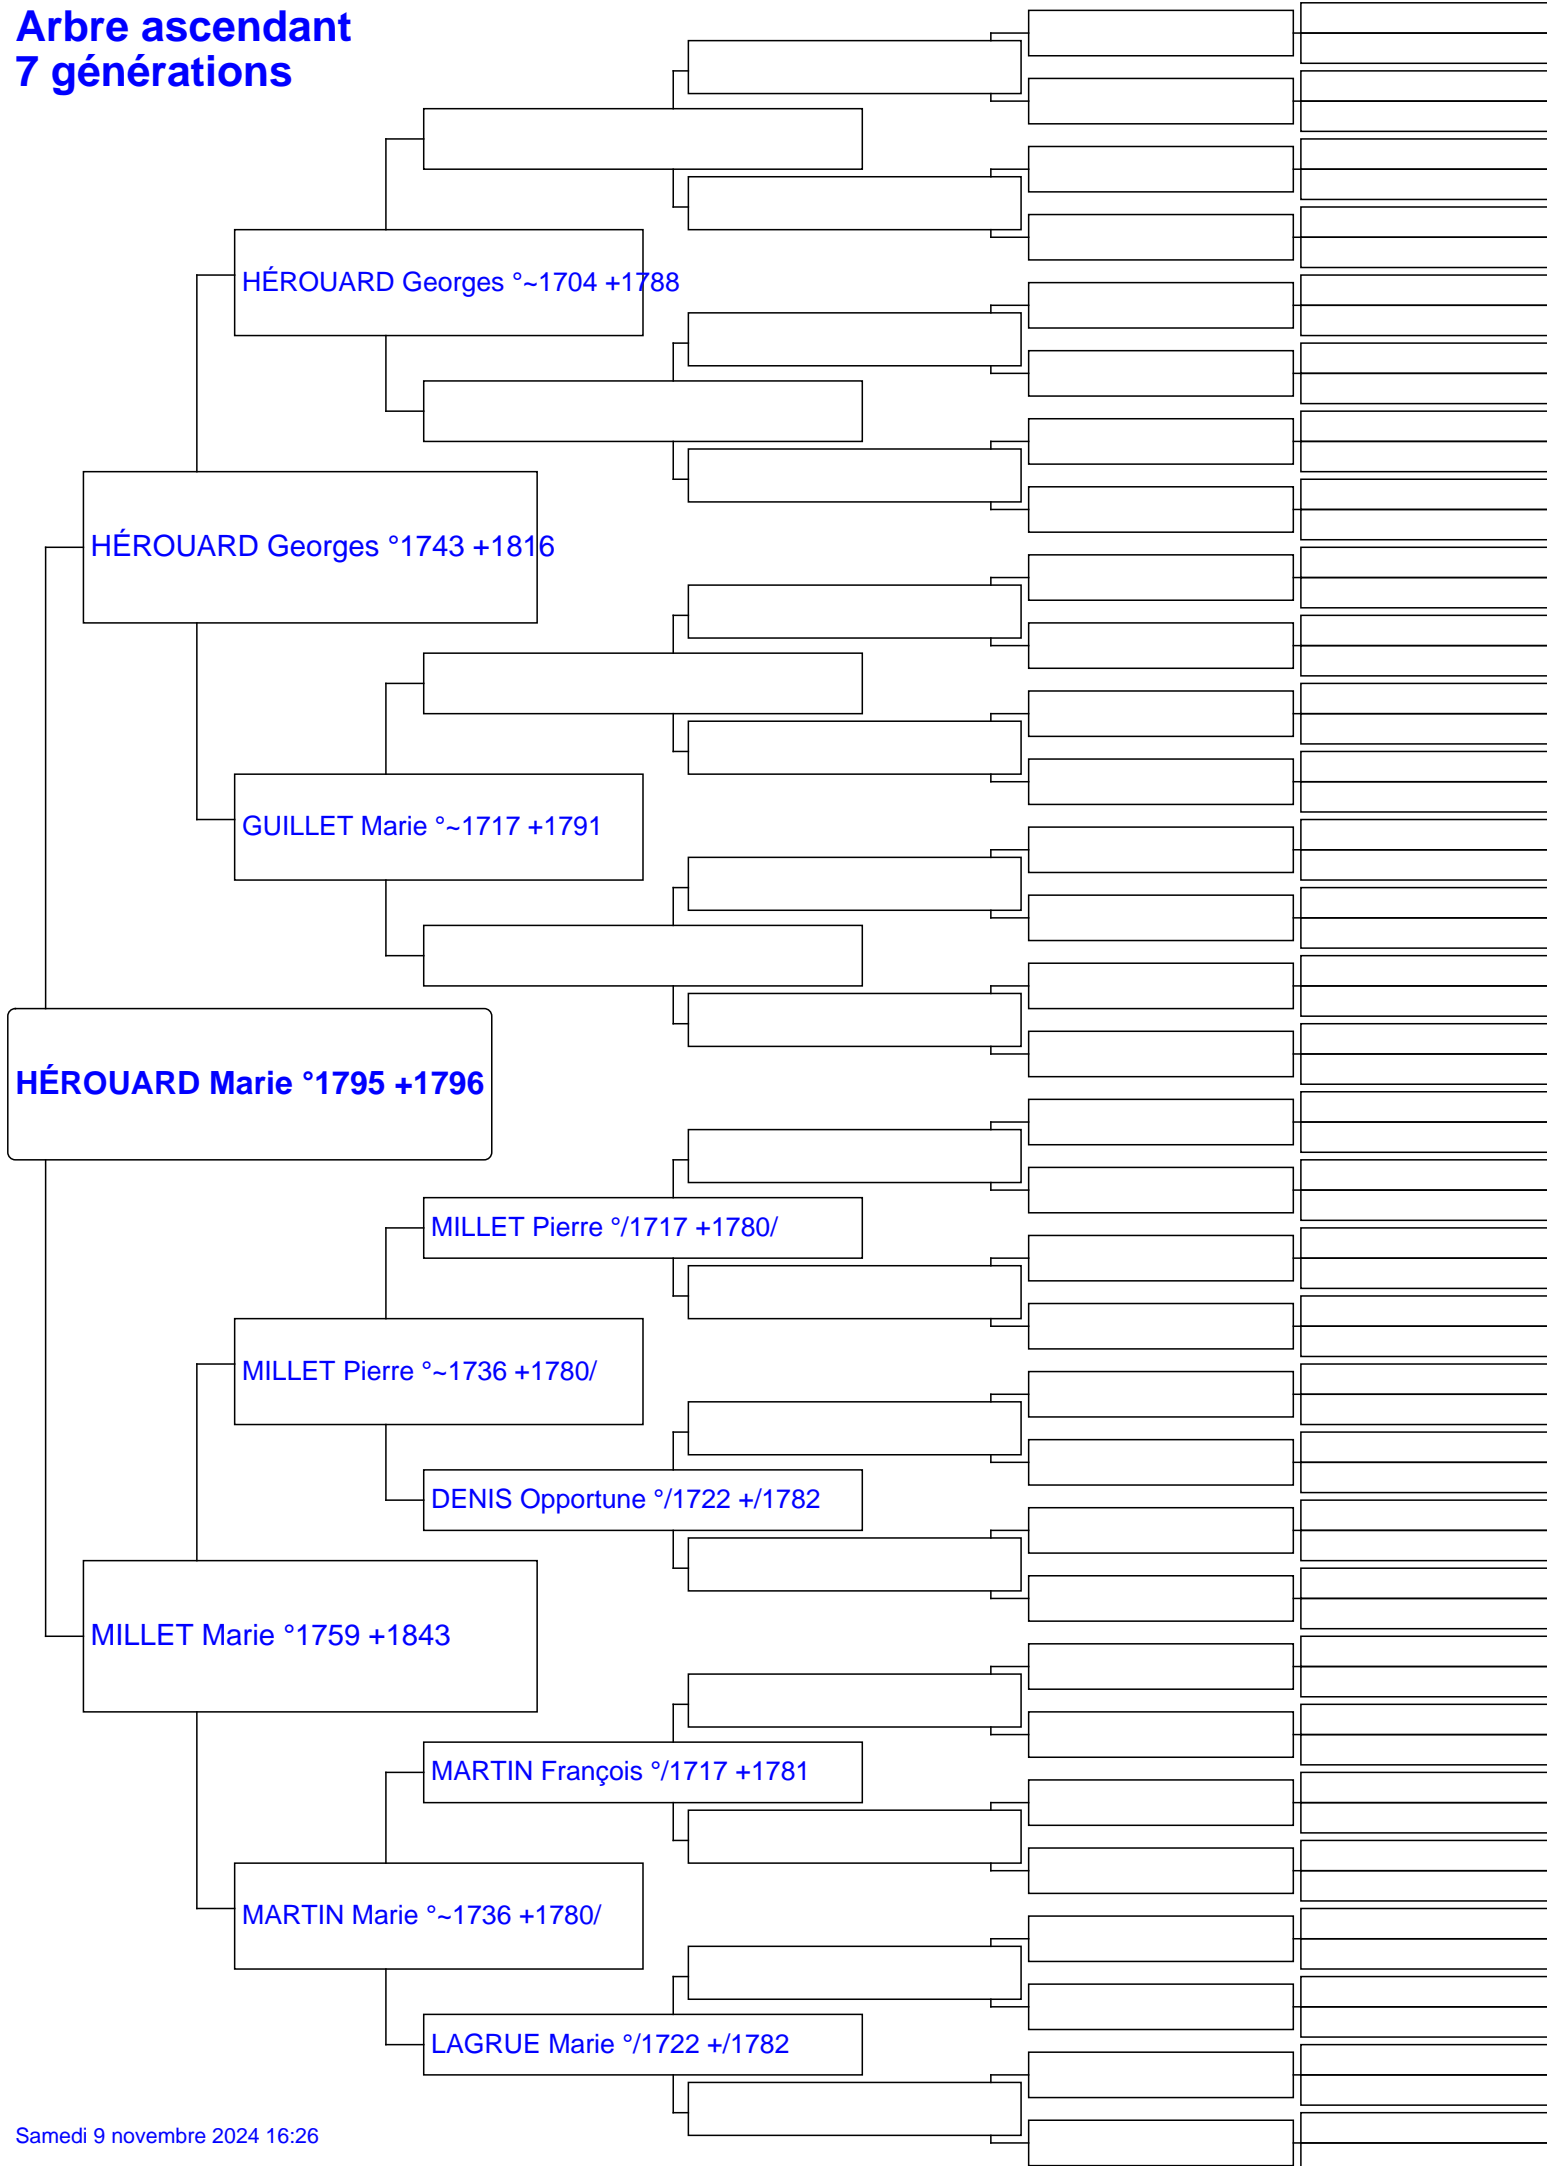 Arbre ascendant
7 générations
HÉROUARD Georges °~1704 +1788
HÉROUARD Georges °1743 +1816
GUILLET Marie °~1717 +1791
HÉROUARD Marie °1795 +1796
MILLET Pierre °/1717 +1780/
MILLET Pierre °~1736 +1780/
DENIS Opportune °/1722 +/1782
MILLET Marie °1759 +1843
MARTIN François °/1717 +1781
MARTIN Marie °~1736 +1780/
LAGRUE Marie °/1722 +/1782
Samedi 9 novembre 2024 16:26